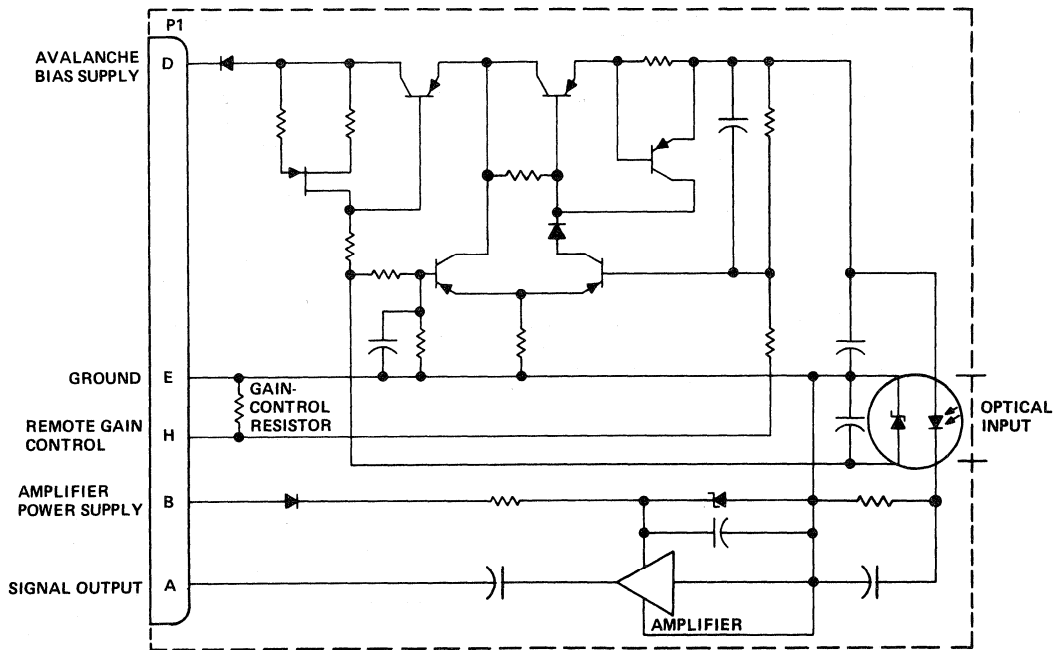 P1
AVALANCHE
BIAS SUPPLY
D
GROUND
E
GAIN-
CONTROL
RESISTOR
REMOTE GAIN
CONTROL
H
OPTICAL
INPUT
AMPLIFIER
POWER SUPPLY
B
SIGNAL OUTPUT
A
AMPLIFIER